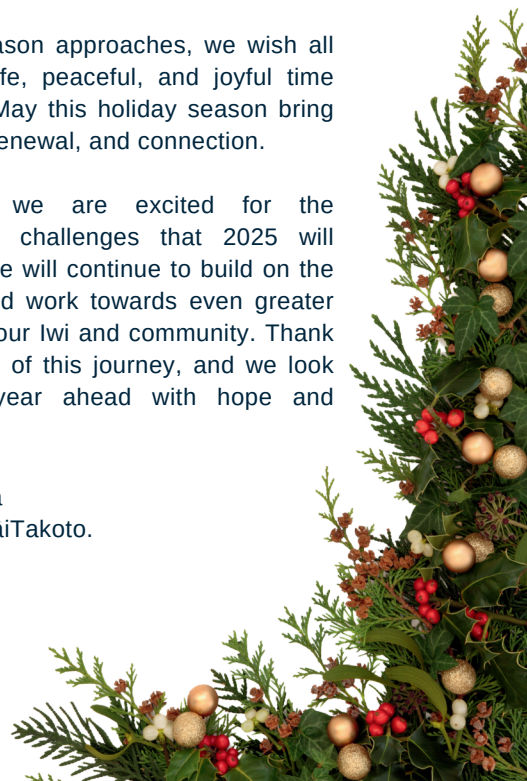 ason approaches, we wish all
fe, peaceful, and joyful time
May this holiday season bring
enewal, and connection.
we are excited for the
challenges that 2025 will
e will continue to build on the
d work towards even greater
our Iwi and community. Thank
of this journey, and we look
year ahead with hope and
a
āiTakoto.